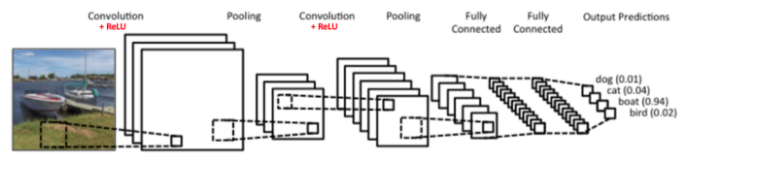 Convolution
+ ReLU
Pooling
Convolution
+ ReLU
Pooling
Fully
Connected
Fully
Connected
Output Predictions
dog (0.01)
cat (0.04)
boat (0.94)
bird (0.02)